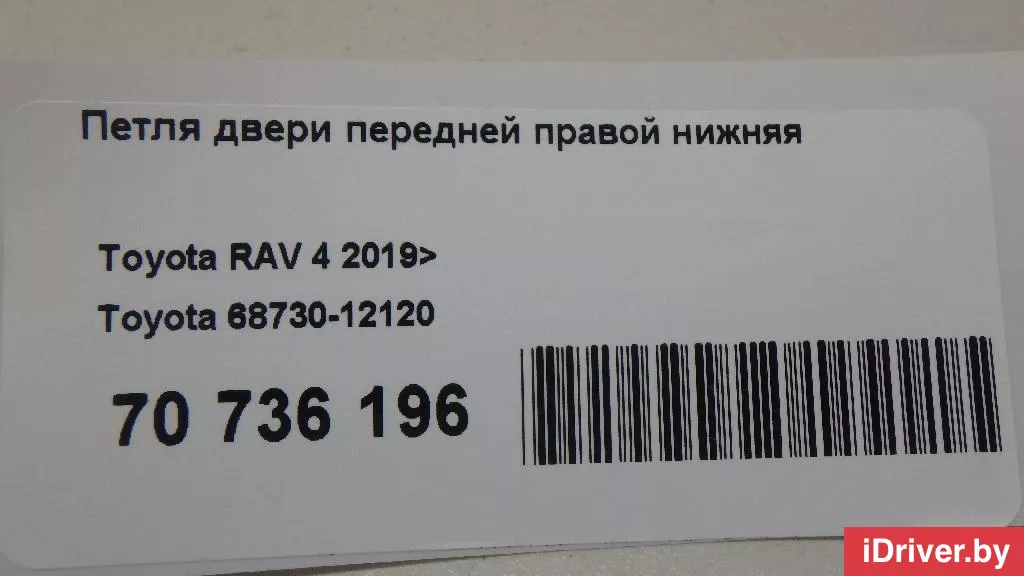 Петля двери передней правой нижняя
Toyota RAV 4 2019>
Toyota 68730-12120
70 736 196
iDriver.by